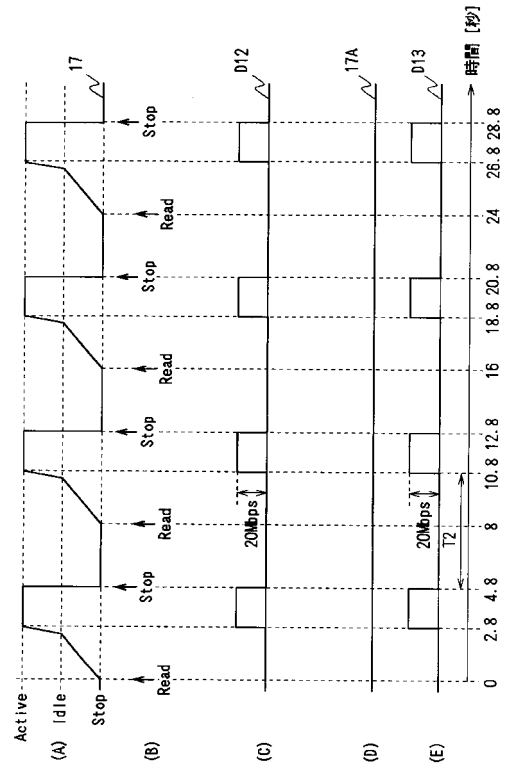 Active
(A) Idle
Stop
17
(B)
Read Stop Read Stop Read Stop Read Stop
(C)
20Mbps
D12
(D)
17A
(E)
20Mbps
D13
T2
0 2.8 4.8 8 10.8 12.8 16 18.8 20.8 24 26.8 28.8
時間 [秒]